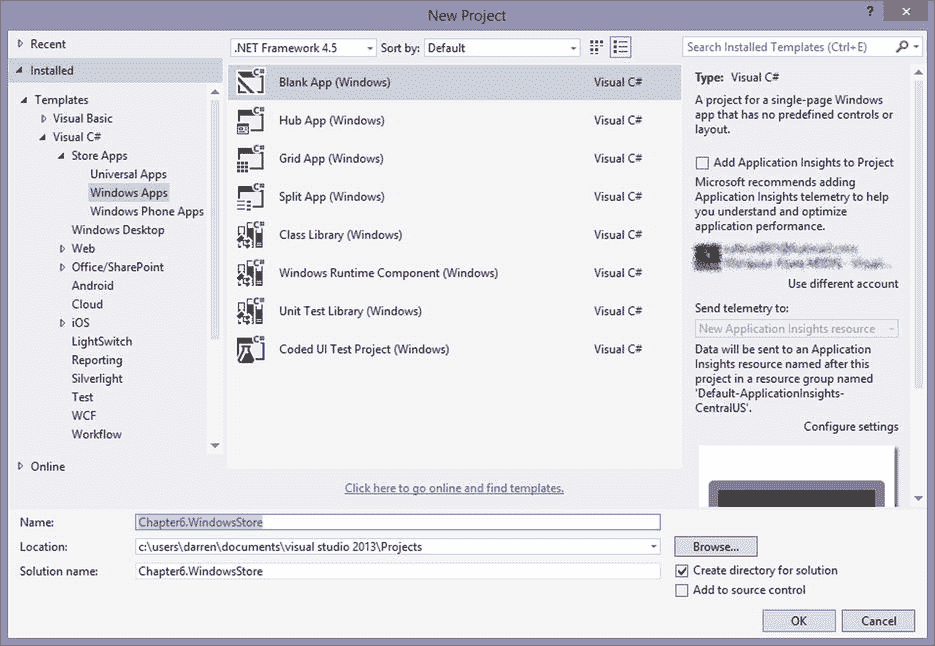 New Project
?
Recent
Installed
Templates
Visual Basic
Visual C#
Store Apps
Universal Apps
Windows Apps
Windows Phone Apps
Windows Desktop
Web
Office/SharePoint
Android
Cloud
iOS
LightSwitch
Reporting
Silverlight
Test
WCF
Workflow
Online
.NET Framework 4.5
Sort by: Default
Blank App (Windows) Visual C#
Hub App (Windows) Visual C#
Grid App (Windows) Visual C#
Split App (Windows) Visual C#
Class Library (Windows) Visual C#
Windows Runtime Component (Windows) Visual C#
Unit Test Library (Windows) Visual C#
Coded UI Test Project (Windows) Visual C#
Click here to go online and find templates.
Search Installed Templates (Ctrl+E)
Type: Visual C#
A project for a single-page Windows
app that has no predefined controls or
layout.
Add Application Insights to Project
Microsoft recommends adding
Application Insights telemetry to help
you understand and optimize
application performance.
Use different account
Send telemetry to:
New Application Insights resource
Data will be sent to an Application
Insights resource named after this
project in a resource group named
'Default-ApplicationInsights-
CentralUS'.
Configure settings
Name: Chapter6.WindowsStore
Location: c:\users\darren\documents\visual studio 2013\Projects
Browse...
Solution name: Chapter6.WindowsStore
Create directory for solution
Add to source control
OK
Cancel